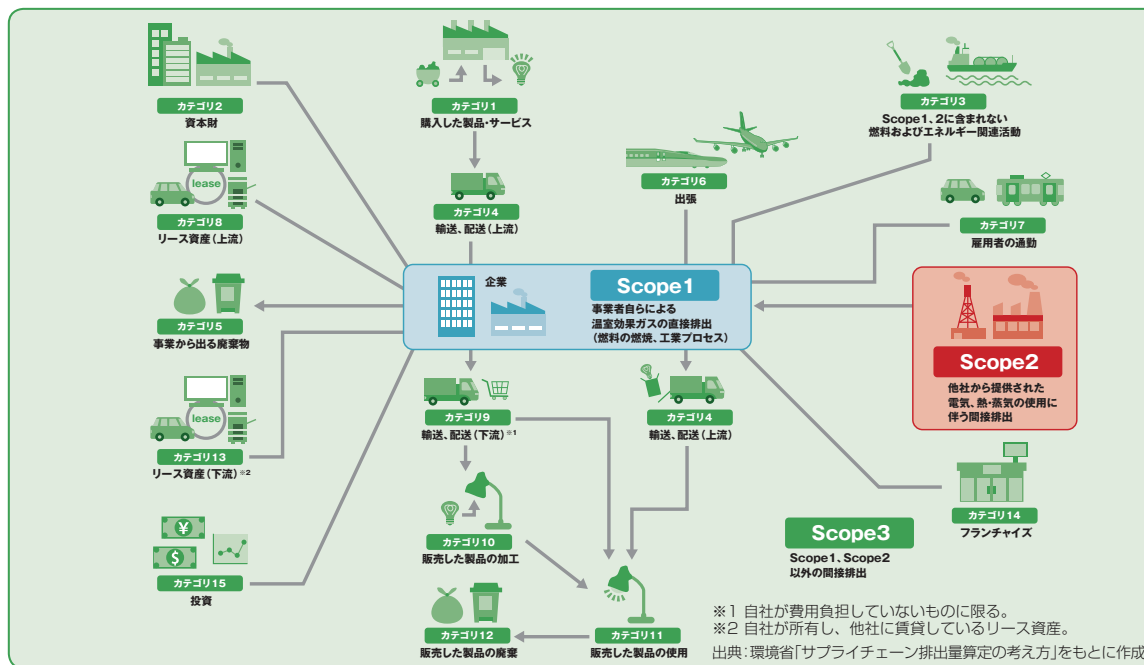 カテゴリ2
資本財
カテゴリ1
購入した製品・サービス
カテゴリ3
Scope1、2に含まれない
燃料およびエネルギー関連活動
lease
カテゴリ8
リース資産(上流)
カテゴリ4
輸送、配送(上流)
カテゴリ6
出張
カテゴリ7
雇用者の通勤
カテゴリ5
事業から出る廃棄物
企業
Scope1
事業者自らによる
温室効果ガスの直接排出
(燃料の燃焼、工業プロセス)
Scope2
他社から提供された
電気、熱・蒸気の使用に
伴う間接排出
lease
カテゴリ13
リース資産(下流)※2
カテゴリ9
輸送、配送(下流)※1
カテゴリ4
輸送、配送(上流)
カテゴリ14
フランチャイズ
¥
$
カテゴリ15
投資
カテゴリ10
販売した製品の加工
Scope3
Scope1、Scope2
以外の間接排出
カテゴリ12
販売した製品の廃棄
カテゴリ11
販売した製品の使用
※1 自社が費用負担していないものに限る。
※2 自社が所有し、他社に賃貸しているリース資産。
出典：環境省「サプライチェーン排出量算定の考え方」をもとに作成